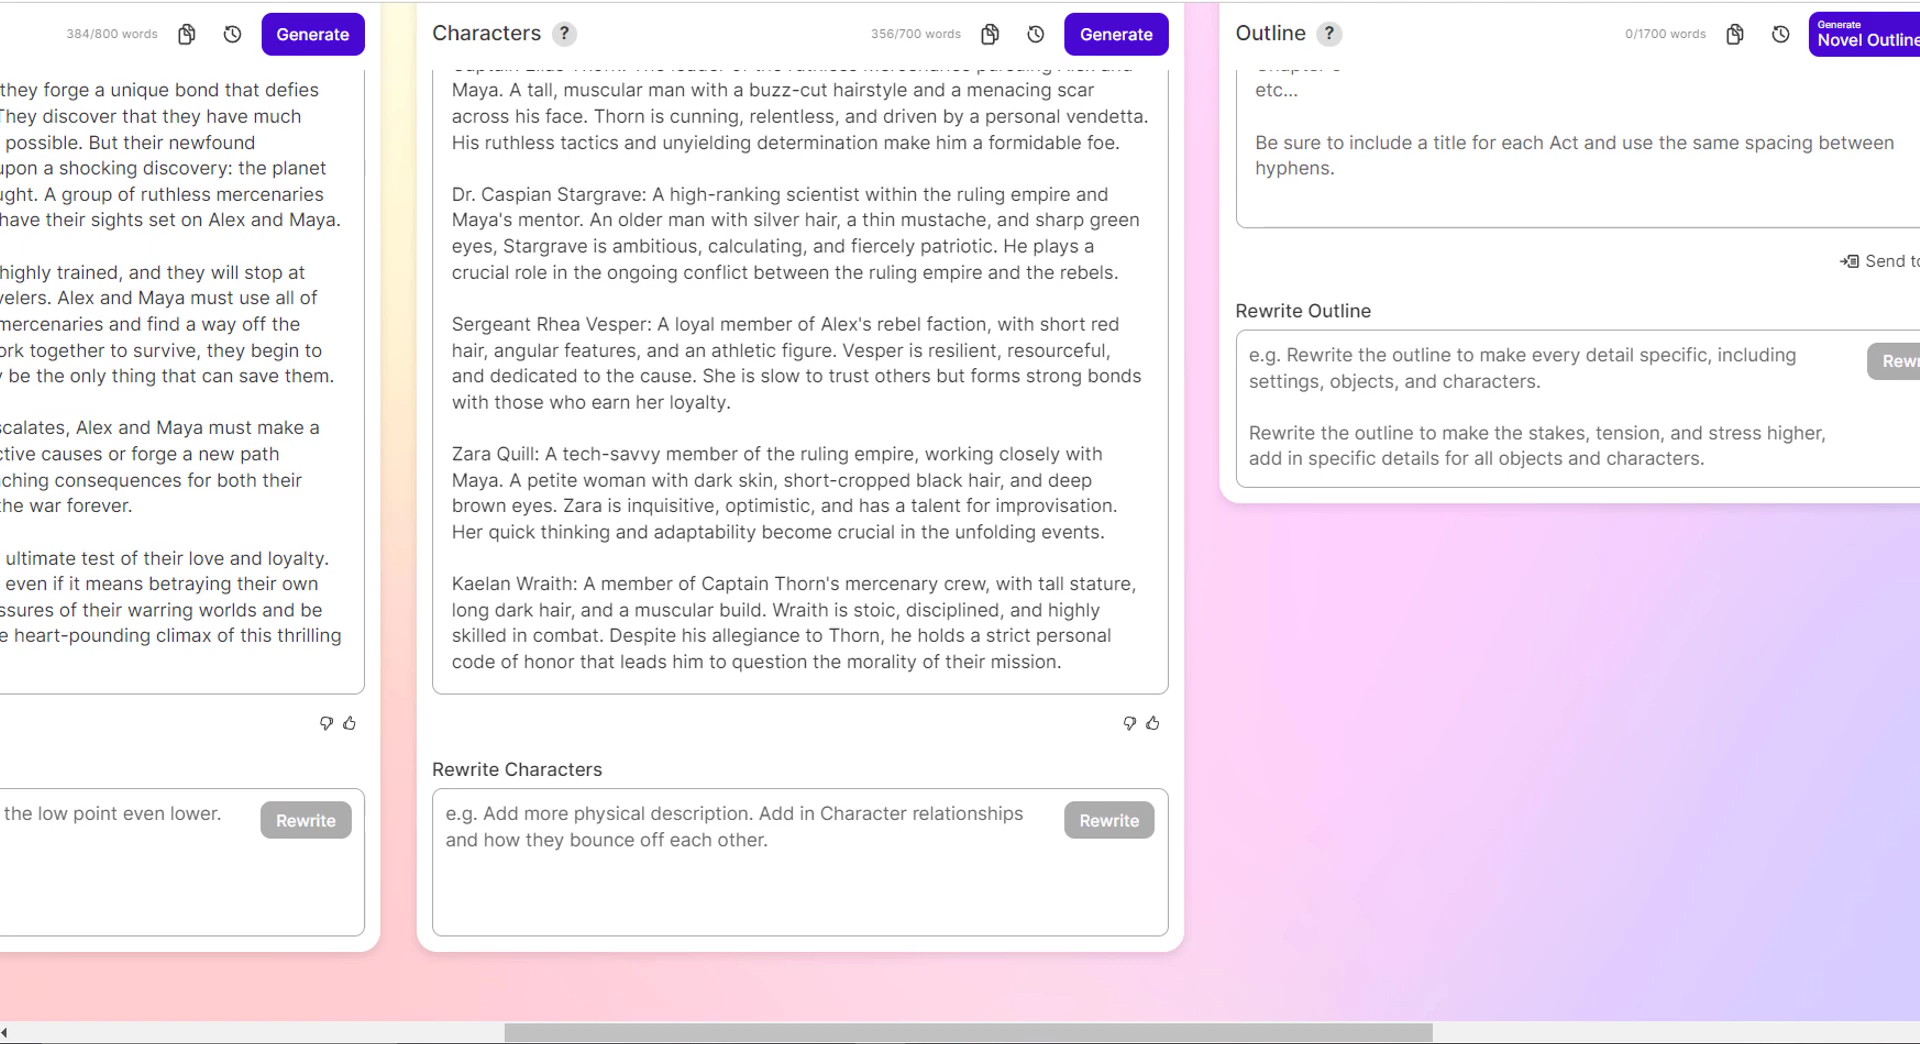 384/800 words
Generate
they forge a unique bond that defies
They discover that they have much
possible. But their newfound
upon a shocking discovery: the planet
ught. A group of ruthless mercenaries
have their sights set on Alex and Maya.
highly trained, and they will stop at
velers. Alex and Maya must use all of
mercenaries and find a way off the
ork together to survive, they begin to
y be the only thing that can save them.
scalates, Alex and Maya must make a
ctive causes or forge a new path
ching consequences for both their
the war forever.
ultimate test of their love and loyalty.
even if it means betraying their own
ssures of their warring worlds and be
e heart-pounding climax of this thrilling
the low point even lower.
Rewrite
Characters ?
356/700 words
Generate
Captain Elias Thorn: The leader of the ruthless mercenaries pursuing Alex and
Maya. A tall, muscular man with a buzz-cut hairstyle and a menacing scar
across his face. Thorn is cunning, relentless, and driven by a personal vendetta.
His ruthless tactics and unyielding determination make him a formidable foe.
Dr. Caspian Stargrave: A high-ranking scientist within the ruling empire and
Maya's mentor. An older man with silver hair, a thin mustache, and sharp green
eyes, Stargrave is ambitious, calculating, and fiercely patriotic. He plays a
crucial role in the ongoing conflict between the ruling empire and the rebels.
Sergeant Rhea Vesper: A loyal member of Alex's rebel faction, with short red
hair, angular features, and an athletic figure. Vesper is resilient, resourceful,
and dedicated to the cause. She is slow to trust others but forms strong bonds
with those who earn her loyalty.
Zara Quill: A tech-savvy member of the ruling empire, working closely with
Maya. A petite woman with dark skin, short-cropped black hair, and deep
brown eyes. Zara is inquisitive, optimistic, and has a talent for improvisation.
Her quick thinking and adaptability become crucial in the unfolding events.
Kaelan Wraith: A member of Captain Thorn's mercenary crew, with tall stature,
long dark hair, and a muscular build. Wraith is stoic, disciplined, and highly
skilled in combat. Despite his allegiance to Thorn, he holds a strict personal
code of honor that leads him to question the morality of their mission.
Rewrite Characters
e.g. Add more physical description. Add in Character relationships
and how they bounce off each other.
Rewrite
Outline ?
0/1700 words
Generate
Novel Outline
etc...
Be sure to include a title for each Act and use the same spacing between
hyphens.
Send to
Rewrite Outline
e.g. Rewrite the outline to make every detail specific, including
settings, objects, and characters.
Rewr
Rewrite the outline to make the stakes, tension, and stress higher,
add in specific details for all objects and characters.